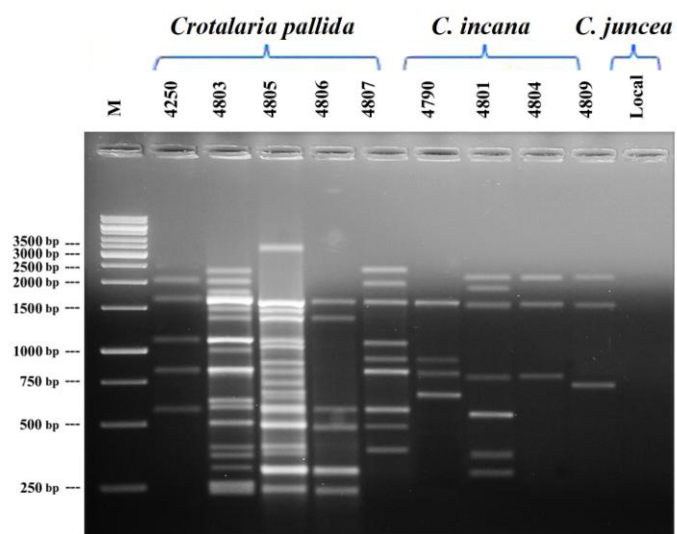 Crotalaria pallida C. incana C. juncea
M 4250 4803 4805 4806 4807 4790 4801 4804 4809 Local
3500 bp ---
3000 bp ---
2500 bp ---
2000 bp ---
1500 bp ---
1000 bp ---
750 bp ---
500 bp ---
250 bp ---